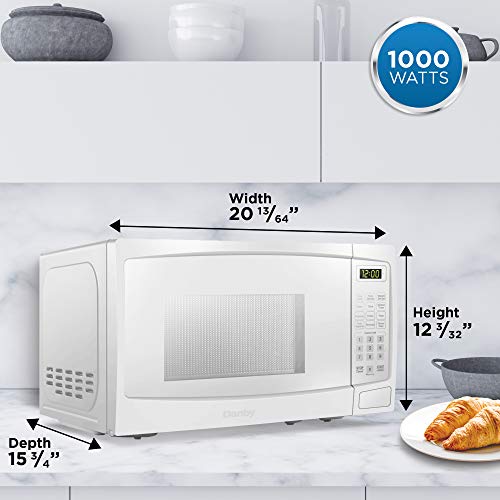 1000
WATTS
Width
20 13/64”
12:00
Height
12 3/32”
Danby
Depth
15 3/4”